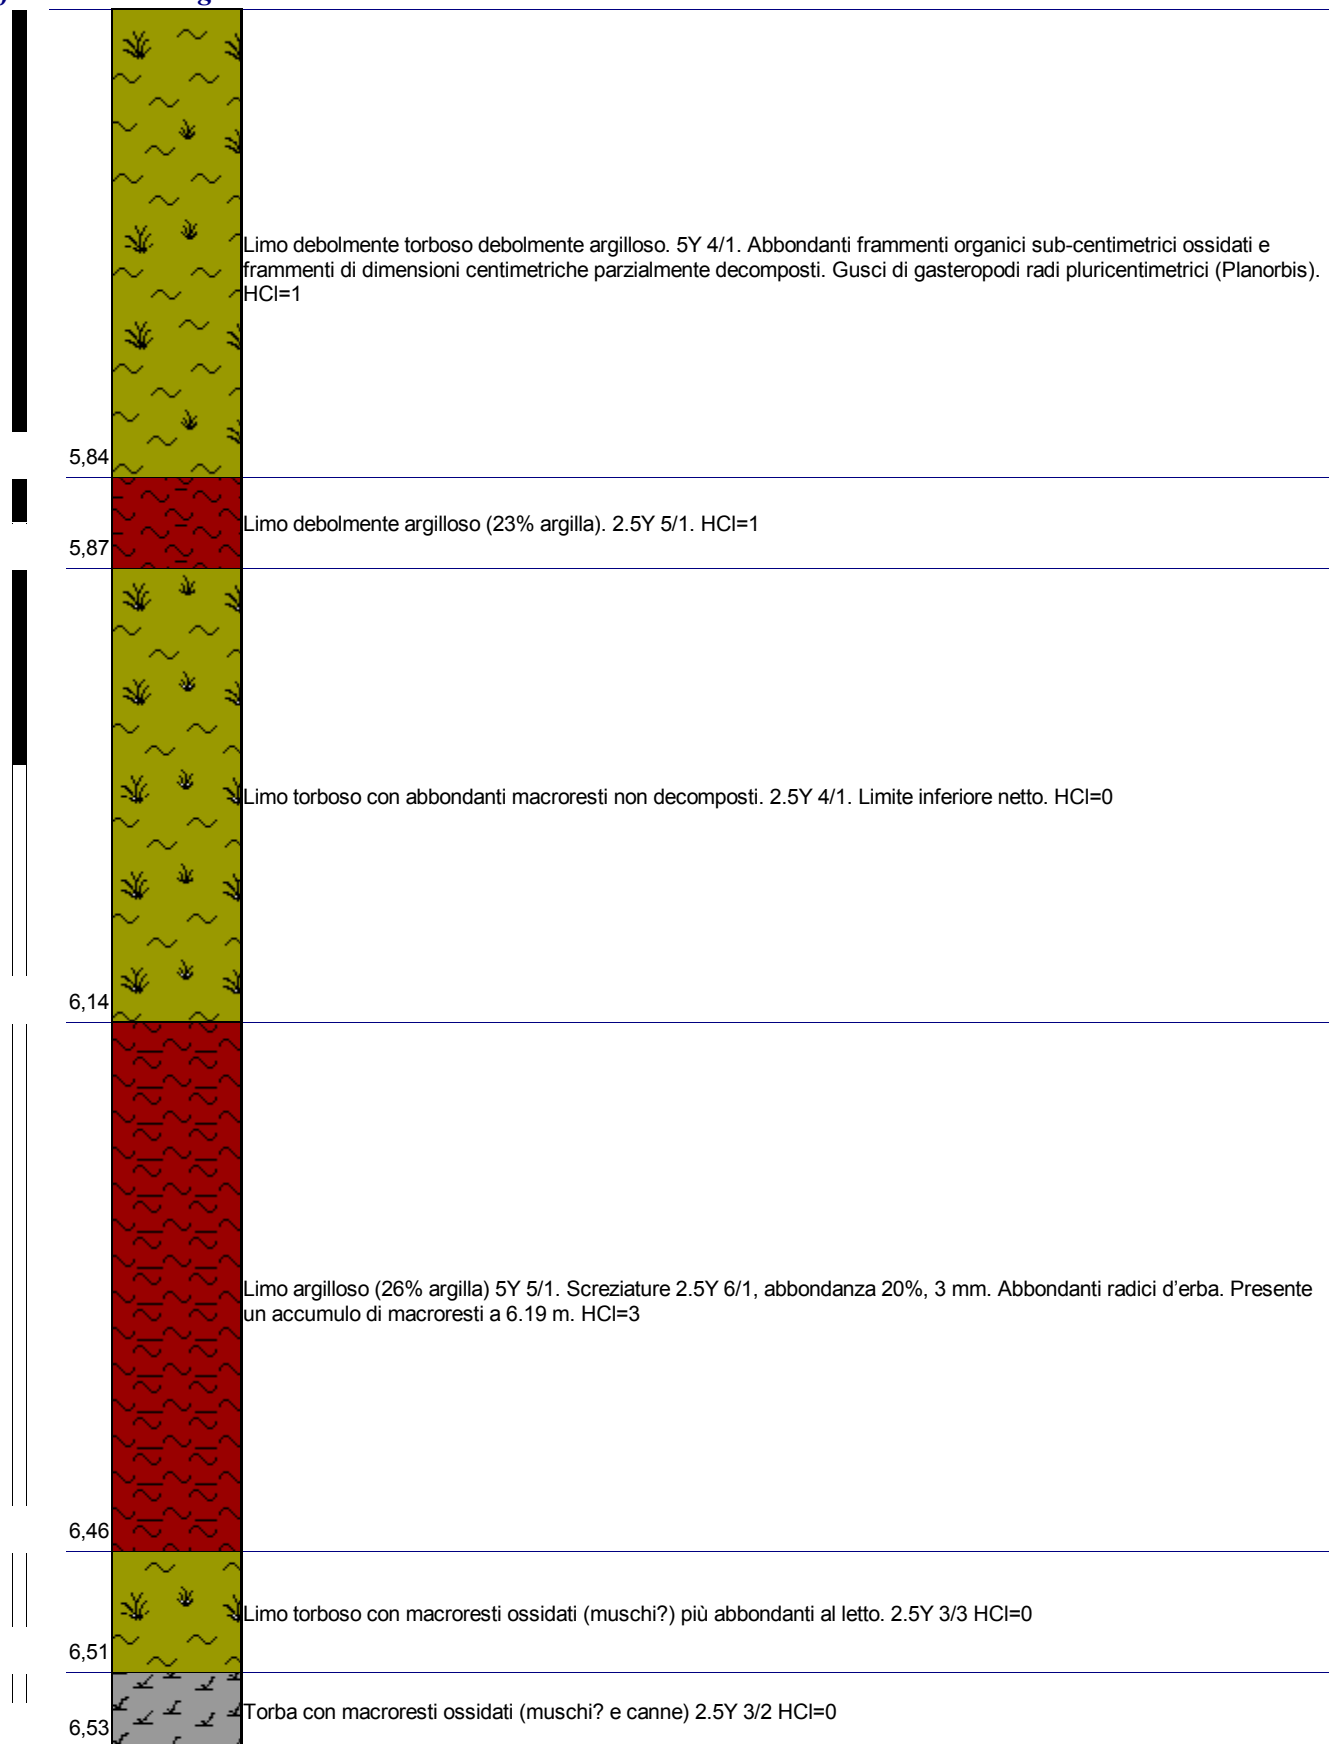 Limo debolmente torboso debolmente argilloso. 5Y 4/1. Abbondanti frammenti organici sub-centimetrici ossidati e
frammenti di dimensioni centimetriche parzialmente decomposti. Gusci di gasteropodi radi pluricentimetrici (Planorbis).
HCl=1
5,84
Limo debolmente argilloso (23% argilla). 2.5Y 5/1. HCl=1
5,87
Limo torboso con abbondanti macroresti non decomposti. 2.5Y 4/1. Limite inferiore netto. HCl=0
6,14
Limo argilloso (26% argilla) 5Y 5/1. Screziature 2.5Y 6/1, abbondanza 20%, 3 mm. Abbondanti radici d’erba. Presente
un accumulo di macroresti a 6.19 m. HCl=3
6,46
Limo torboso con macroresti ossidati (muschi?) più abbondanti al letto. 2.5Y 3/3 HCl=0
6,51
Torba con macroresti ossidati (muschi? e canne) 2.5Y 3/2 HCl=0
6,53